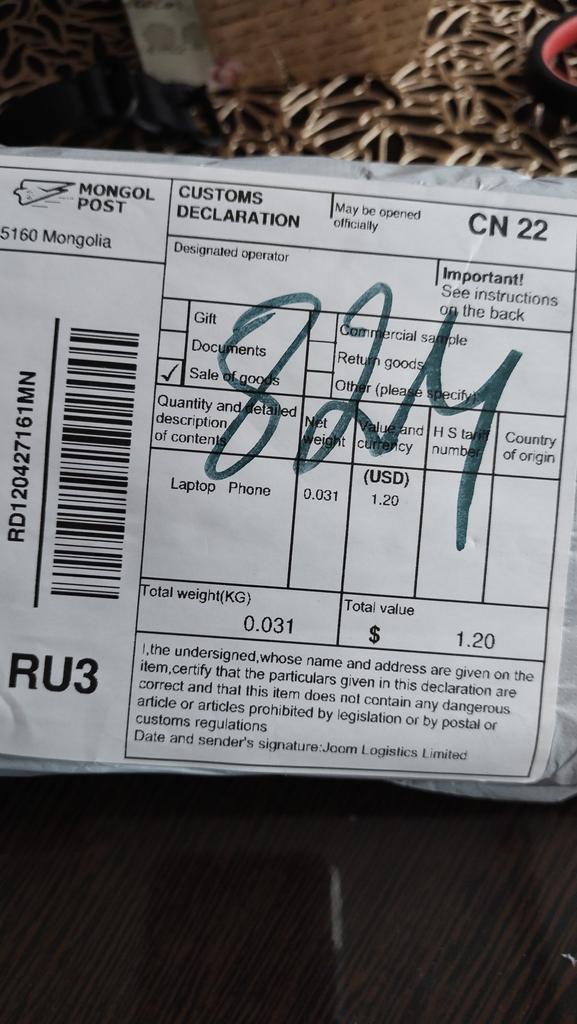 MONGOL
POST
5160 Mongolia
CUSTOMS
DECLARATION
May be opened
officially
CN 22
Designated operator
Important!
See instructions
on the back
Gift
Documents
✓ Sale of goods
Commercial sample
Return goods
Other (please specify):
Quantity and detailed
description
of contents
Net
weight
Value and
currency
(USD)
H S tariff
number
Country
of origin
Laptop Phone
0.031
1.20
Total weight(KG)
0.031
Total value
$ 1.20
I,the undersigned,whose name and address are given on the
item,certify that the particulars given in this declaration are
correct and that this item does not contain any dangerous
article or articles prohibited by legislation or by postal or
customs regulations
Date and sender's signature:Joom Logistics Limited
RD120427161MN
RU3